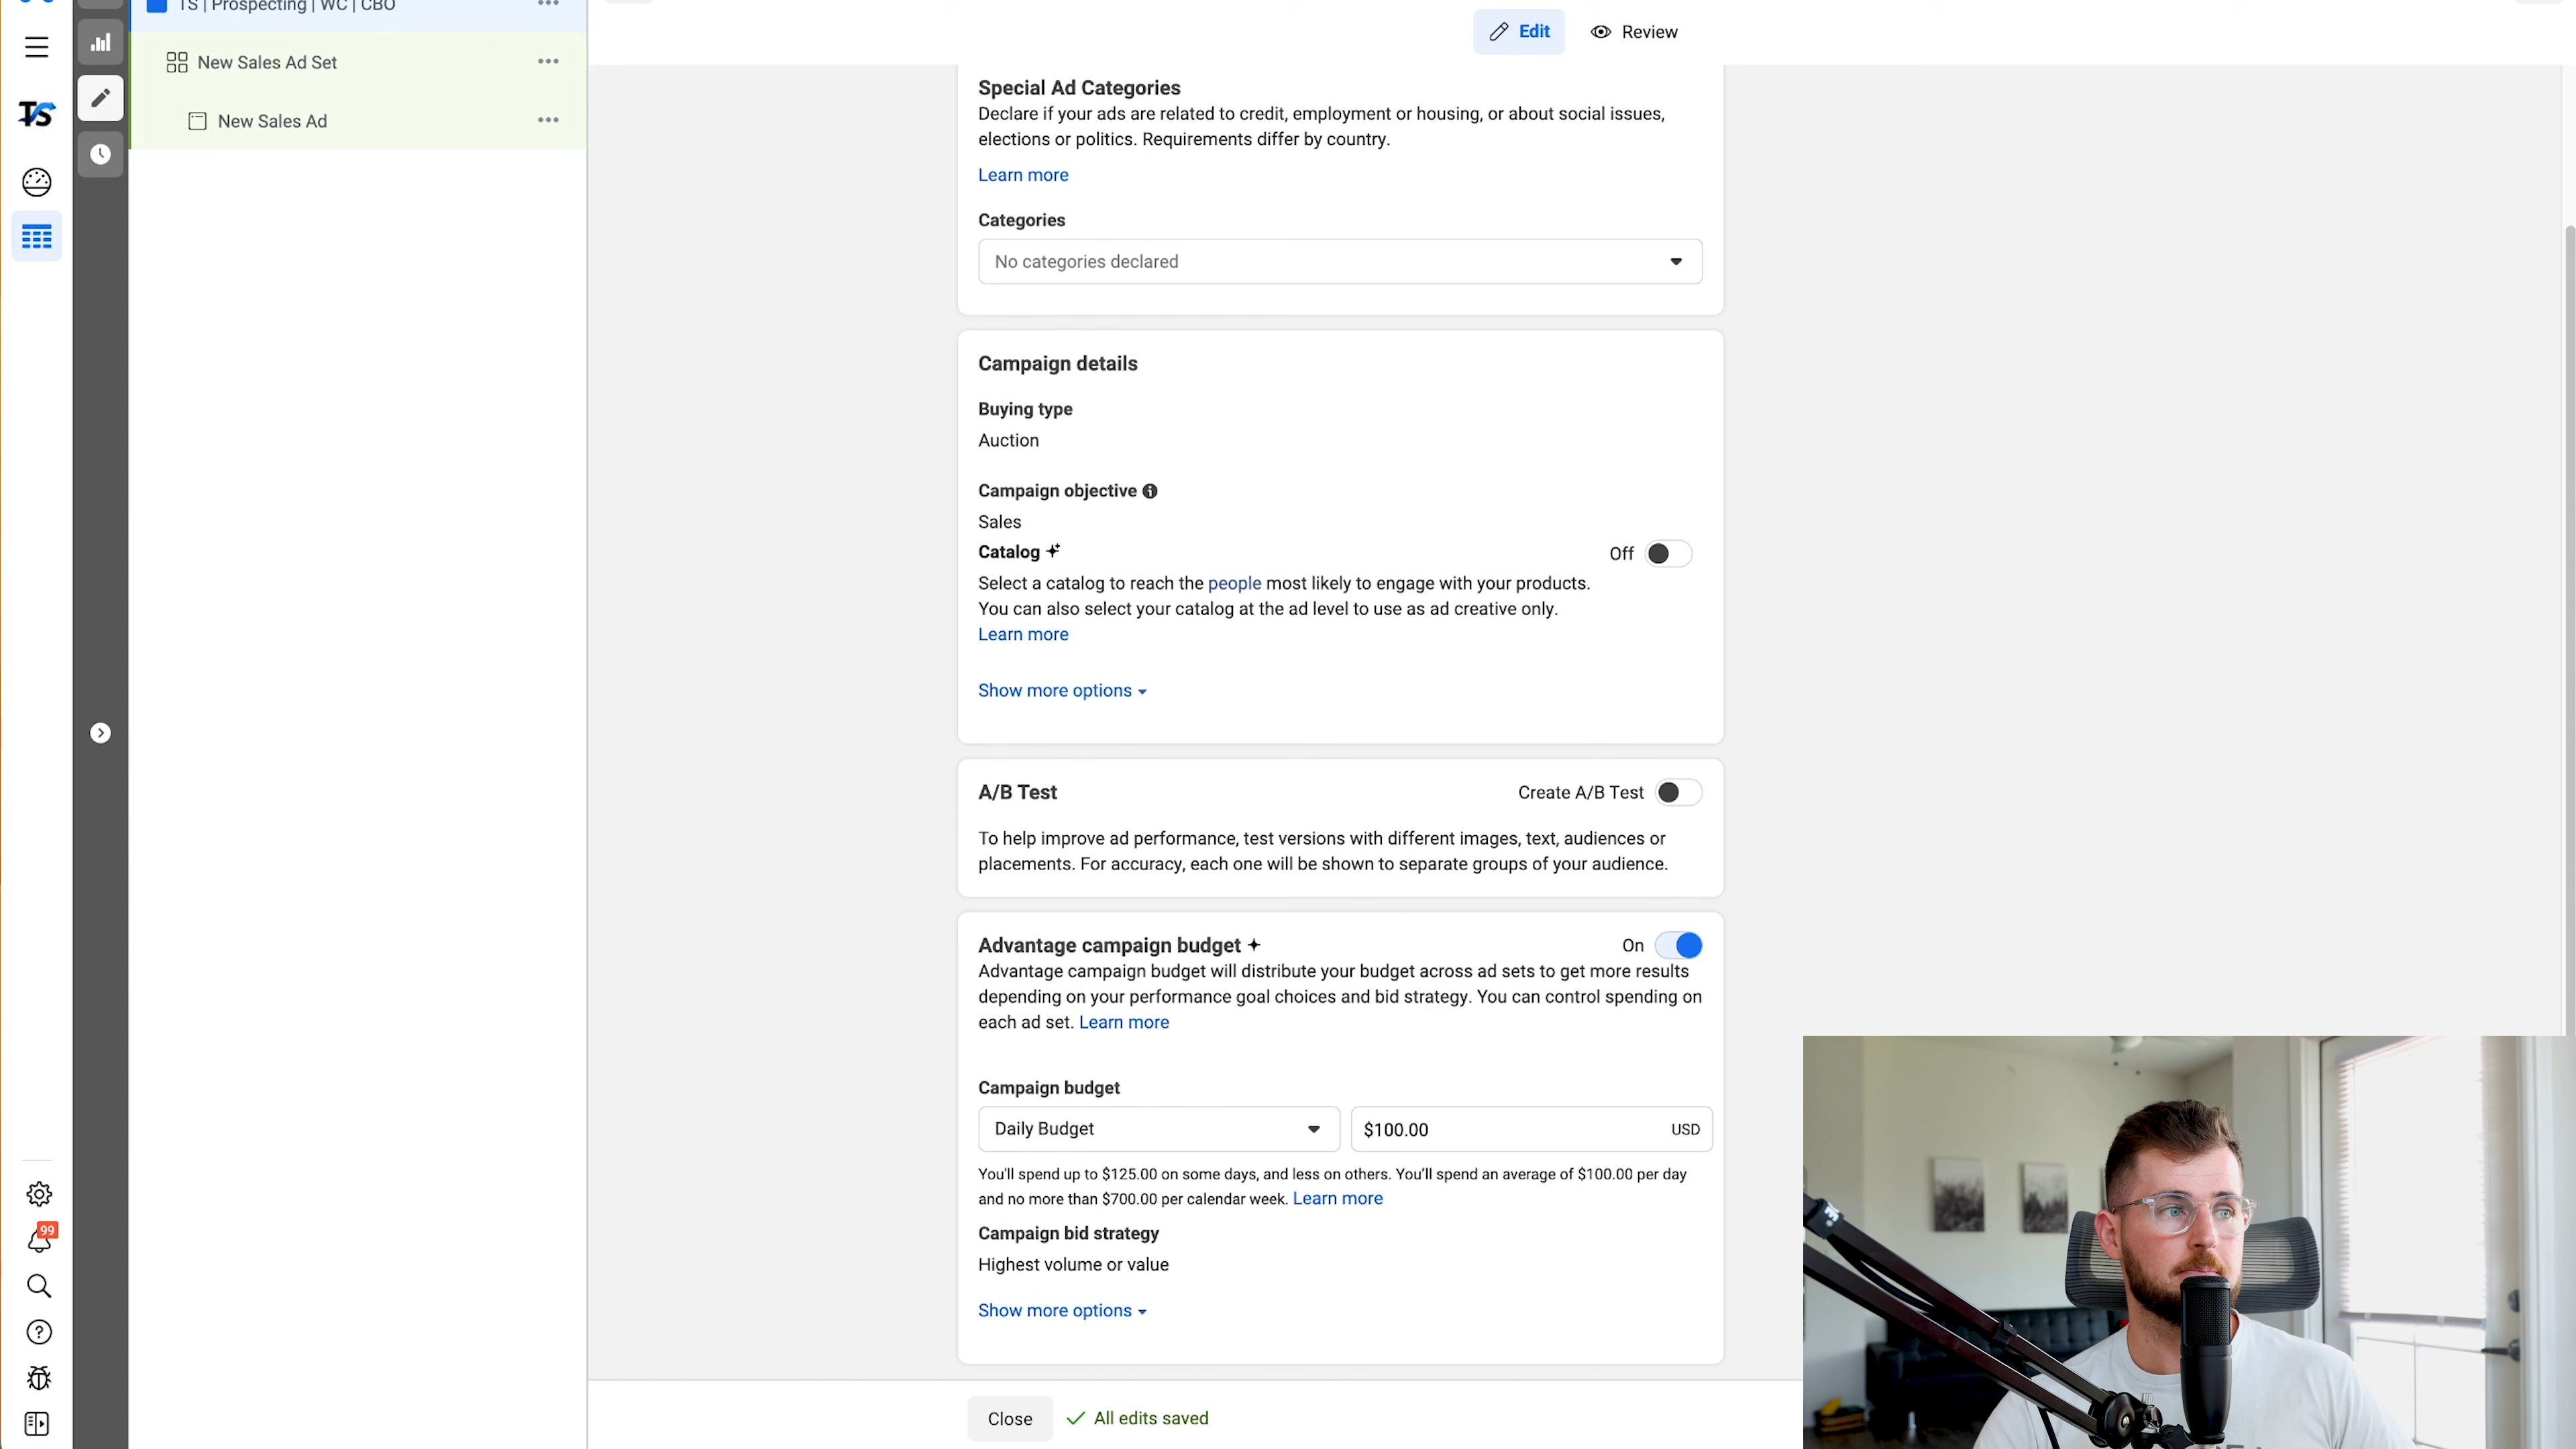 TS | Prospecting | WC | CBO
New Sales Ad Set
New Sales Ad
TS
99
Edit
Review
Special Ad Categories
Declare if your ads are related to credit, employment or housing, or about social issues,
elections or politics. Requirements differ by country.
Learn more
Categories
No categories declared
Campaign details
Buying type
Auction
Campaign objective
Sales
Catalog
Off
Select a catalog to reach the people most likely to engage with your products.
You can also select your catalog at the ad level to use as ad creative only.
Learn more
Show more options
A/B Test
Create A/B Test
To help improve ad performance, test versions with different images, text, audiences or
placements. For accuracy, each one will be shown to separate groups of your audience.
Advantage campaign budget
On
Advantage campaign budget will distribute your budget across ad sets to get more results
depending on your performance goal choices and bid strategy. You can control spending on
each ad set. Learn more
Campaign budget
Daily Budget
$100.00
USD
You'll spend up to $125.00 on some days, and less on others. You'll spend an average of $100.00 per day
and no more than $700.00 per calendar week. Learn more
Campaign bid strategy
Highest volume or value
Show more options
Close
All edits saved